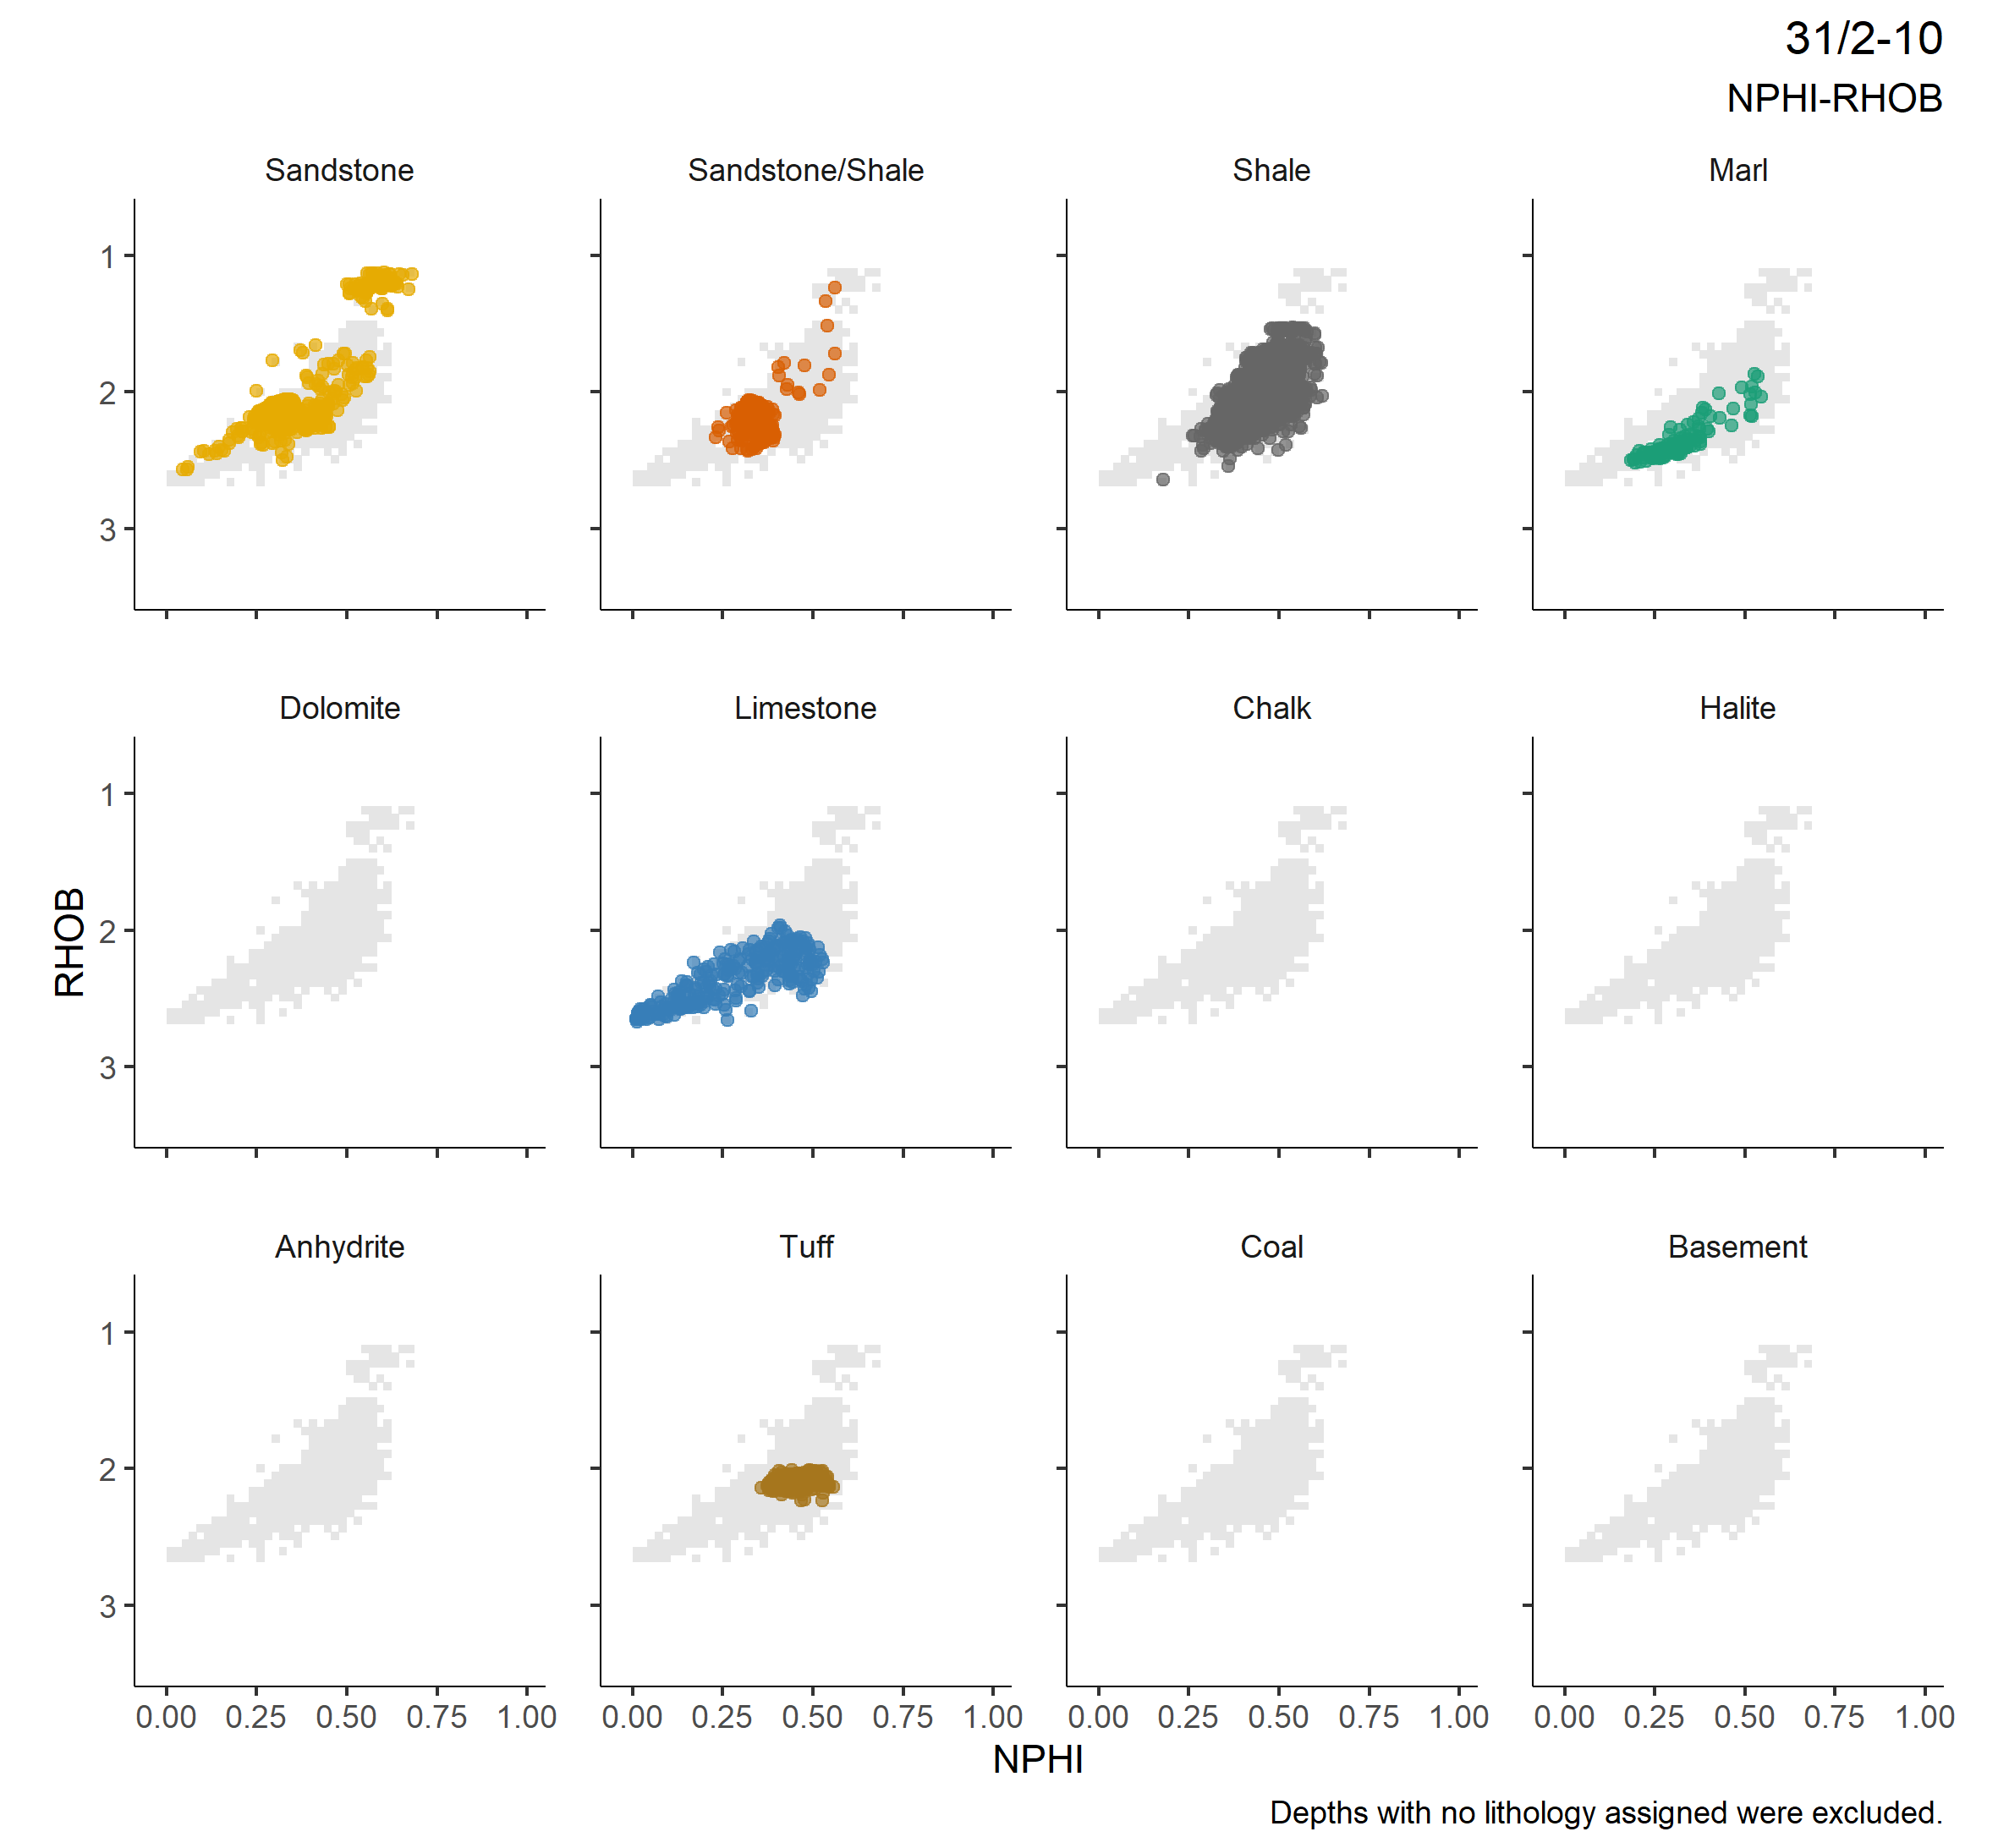 31/2-10
NPHI-RHOB
Sandstone Sandstone/Shale Shale Marl
1
2
3
Dolomite Limestone Chalk Halite
1
2
3
RHOB
Anhydrite Tuff Coal Basement
1
2
3
0.00 0.25 0.50 0.75 1.00 0.00 0.25 0.50 0.75 1.00 0.00 0.25 0.50 0.75 1.00 0.00 0.25 0.50 0.75 1.00
NPHI
Depths with no lithology assigned were excluded.